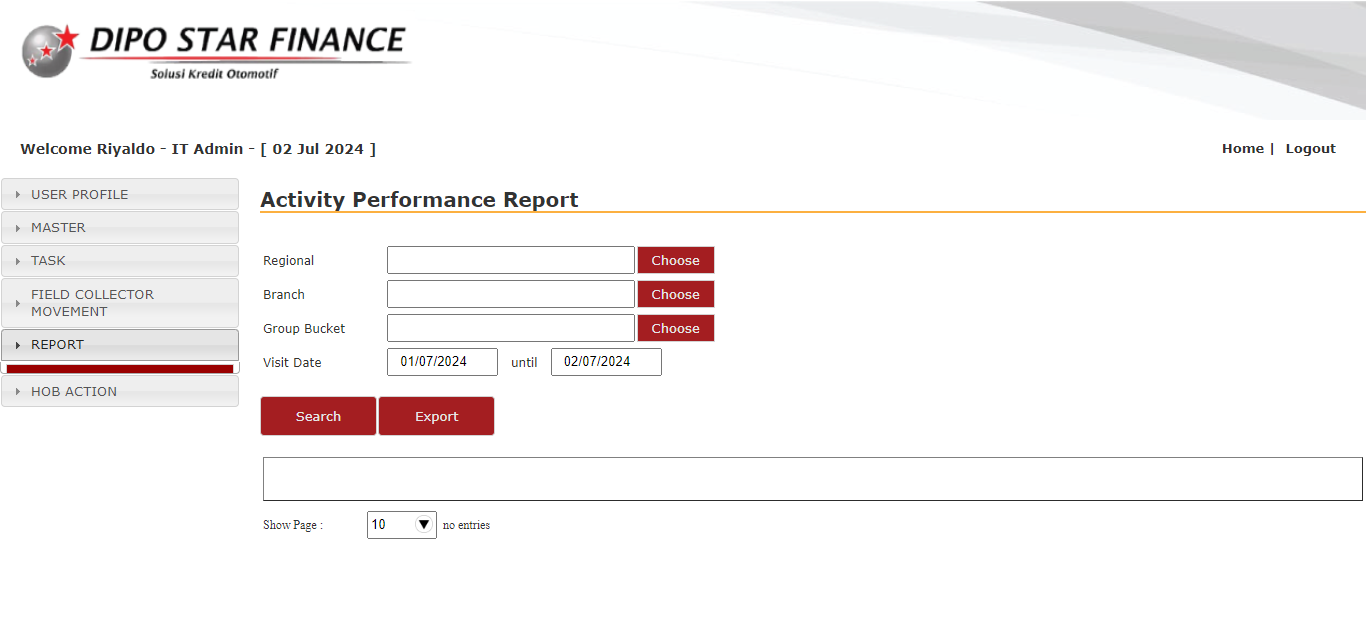 DIPO STAR FINANCE
Solusi Kredit Otomotif
Welcome Riyaldo - IT Admin - [ 02 Jul 2024 ]
Home | Logout
USER PROFILE
MASTER
TASK
FIELD COLLECTOR
MOVEMENT
REPORT
HOB ACTION
Activity Performance Report
Regional Choose
Branch Choose
Group Bucket Choose
Visit Date 01/07/2024 until 02/07/2024
Search Export
Show Page : 10 no entries